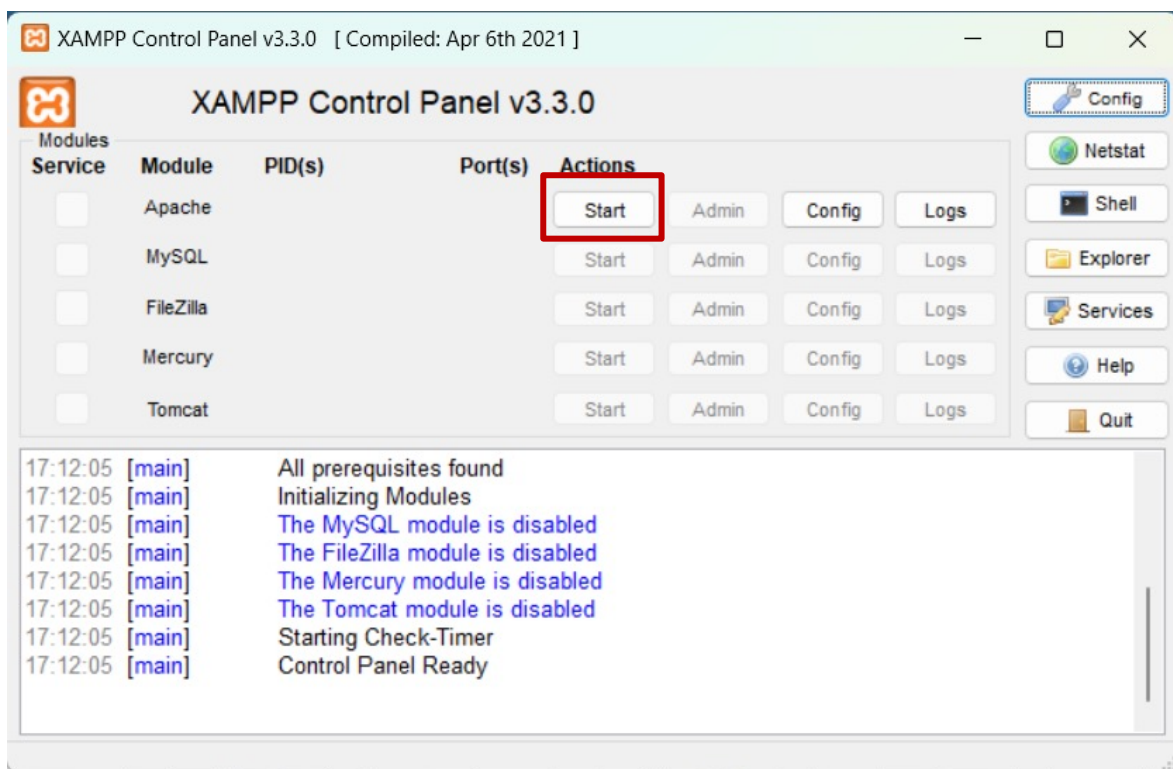 XAMPP Control Panel v3.3.0 [ Compiled: Apr 6th 2021 ]
XAMPP Control Panel v3.3.0
Config
Modules
Netstat
Service Module PID(s) Port(s) Actions
Apache Start Admin Config Logs
Shell
MySQL Start Admin Config Logs
Explorer
FileZilla Start Admin Config Logs
Services
Mercury Start Admin Config Logs
Help
Tomcat Start Admin Config Logs
Quit
17:12:05 [main] All prerequisites found
17:12:05 [main] Initializing Modules
17:12:05 [main] The MySQL module is disabled
17:12:05 [main] The FileZilla module is disabled
17:12:05 [main] The Mercury module is disabled
17:12:05 [main] The Tomcat module is disabled
17:12:05 [main] Starting Check-Timer
17:12:05 [main] Control Panel Ready